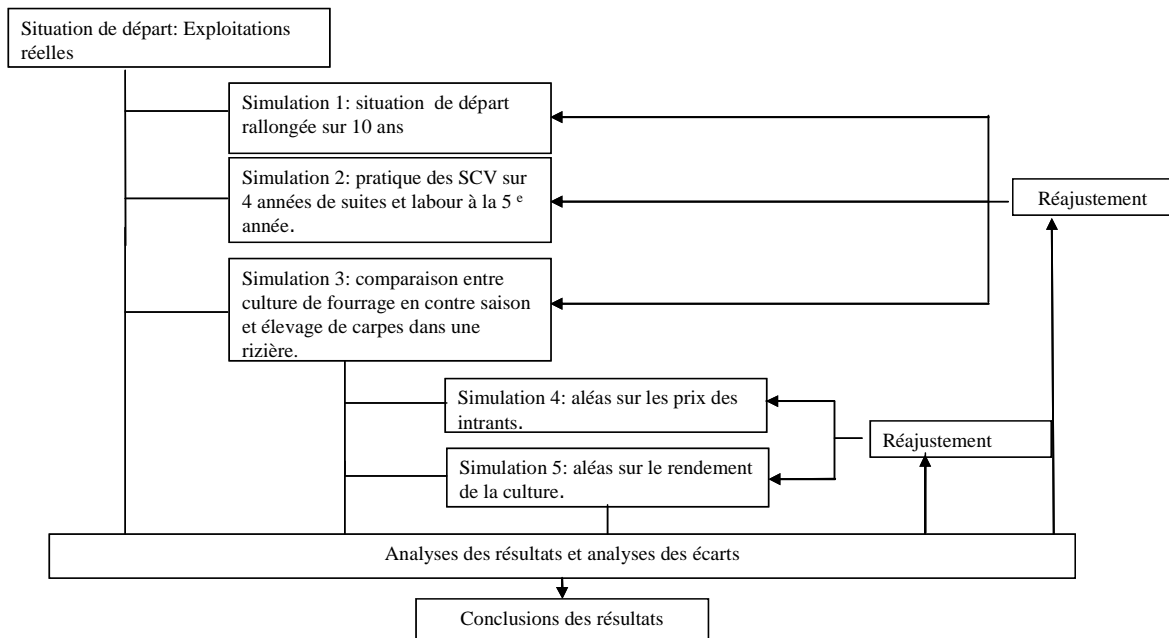 Situation de départ: Exploitations
réelles
Simulation 1: situation de départ
rallongée sur 10 ans
Simulation 2: pratique des SCV sur
4 années de suites et labour à la 5 e
année.
Réajustement
Simulation 3: comparaison entre
culture de fourrage en contre saison
et élevage de carpes dans une
rizière.
Simulation 4: aléas sur les prix des
intrants.
Réajustement
Simulation 5: aléas sur le rendement
de la culture.
Analyses des résultats et analyses des écarts
Conclusions des résultats